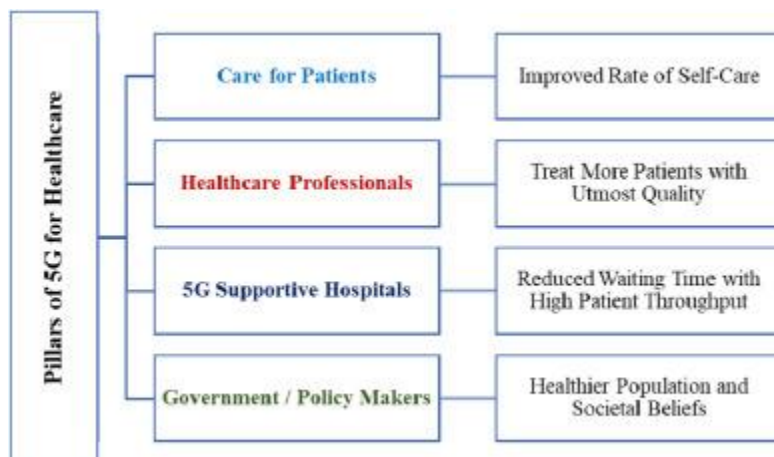 Pillars of 5G for Healthcare
Care for Patients
Improved Rate of Self-Care
Healthcare Professionals
Treat More Patients with
Utmost Quality
5G Supportive Hospitals
Reduced Waiting Time with
High Patient Throughput
Government / Policy Makers
Healthier Population and
Societal Beliefs